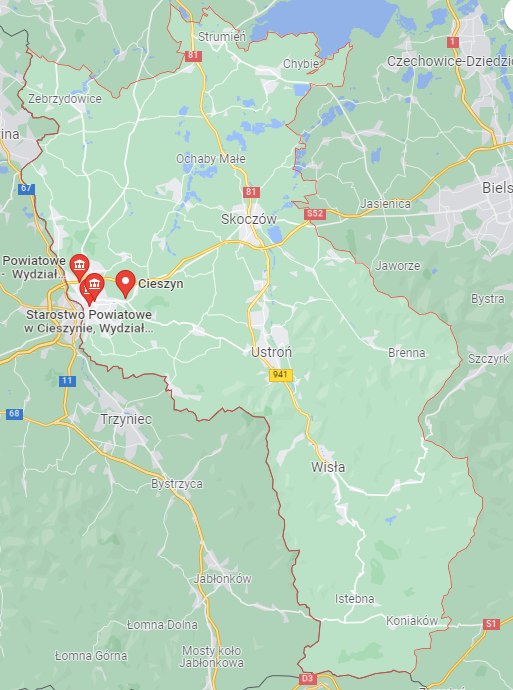 Strumień
81
Chybie
1
Czechowice-Dziedzic
Zebrzydowice
ina
Ochaby Małe
67
81
Jasienica
Biels
Skoczów
S52
Powiatowe
- Wydział...
Jaworze
Cieszyn
Bystra
Starostwo Powiatowe
w Cieszynie, Wydział...
Ustroń
Brenna
Szczyrk
941
11
68
Trzyniec
Wisła
Bystrzyca
Jabłonkow
Istebna
Koniaków
S1
Łomna Dolna
Mosty koło
Jabłonkowa
Łomna Górna
D3